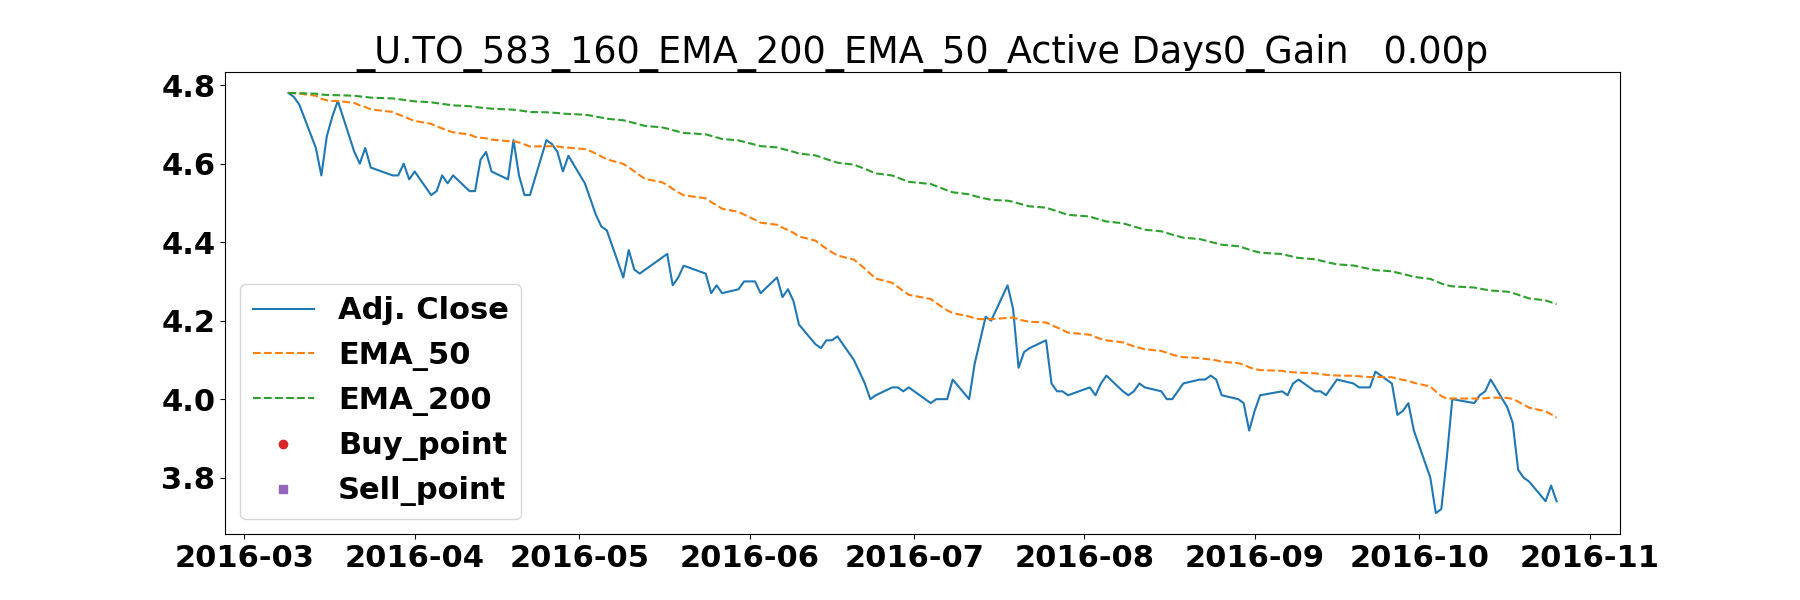 _U.TO_583_160_EMA_200_EMA_50_Active Days0_Gain   0.00p
4.8
4.6
4.4
4.2
4.0
3.8
Adj. Close
EMA_50
EMA_200
Buy_point
Sell_point
2016-03 2016-04 2016-05 2016-06 2016-07 2016-08 2016-09 2016-10 2016-11